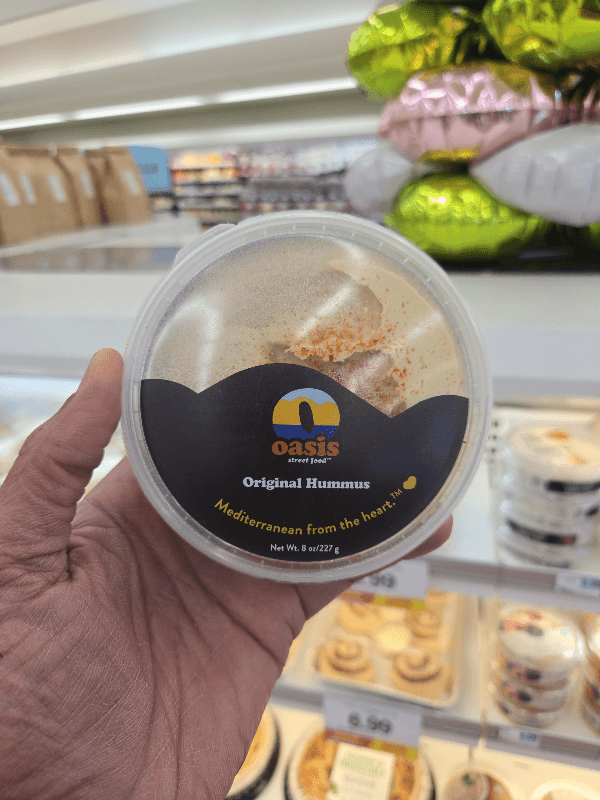 oasis
street food™
Original Hummus
Mediterranean from the heart.™
Net Wt. 8 oz/227 g
6.99